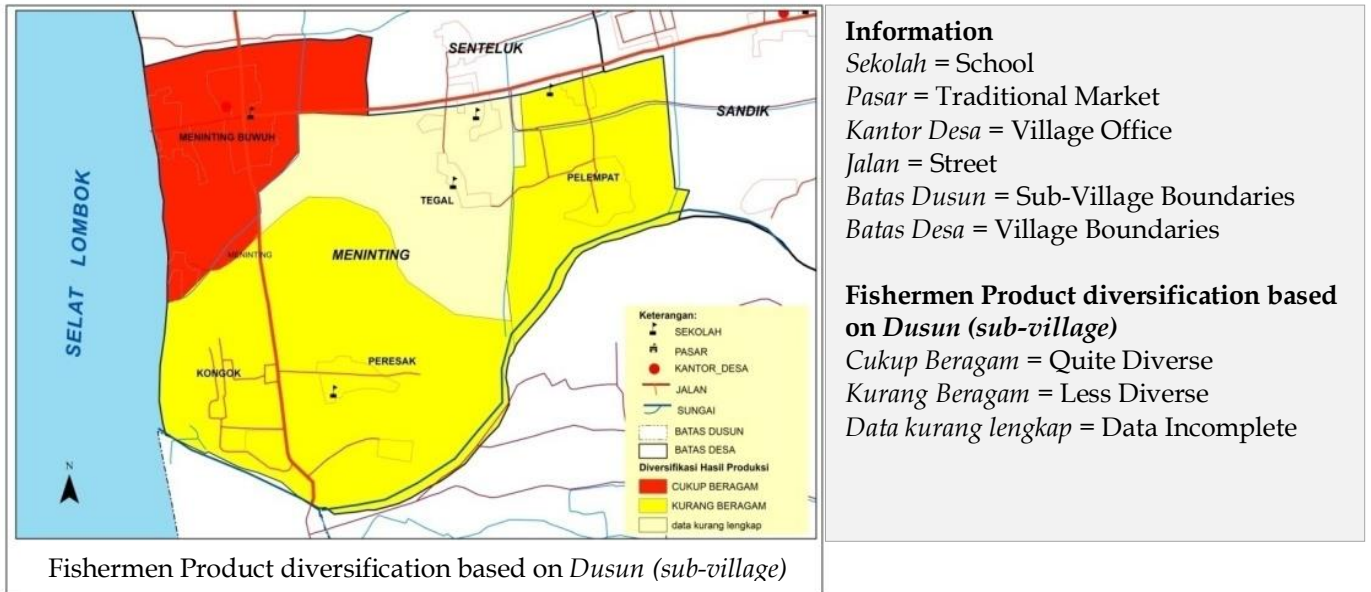 SENTELUK
SANDIK
MENINTING BUWUH
PELEMPAT
TEGAL
SELAT LOMBOK
MENINTING
MENINTING
PERESAK
KONGOK
N
Keterangan:
SEKOLAH
PASAR
KANTOR_DESA
JALAN
SUNGAI
BATAS DUSUN
BATAS DESA
Diversifikasi Hasil Produksi
CUKUP BERAGAM
KURANG BERAGAM
data kurang lengkap
Fishermen Product diversification based on Dusun (sub-village)
Information
Sekolah = School
Pasar = Traditional Market
Kantor Desa = Village Office
Jalan = Street
Batas Dusun = Sub-Village Boundaries
Batas Desa = Village Boundaries
Fishermen Product diversification based
on Dusun (sub-village)
Cukup Beragam = Quite Diverse
Kurang Beragam = Less Diverse
Data kurang lengkap = Data Incomplete